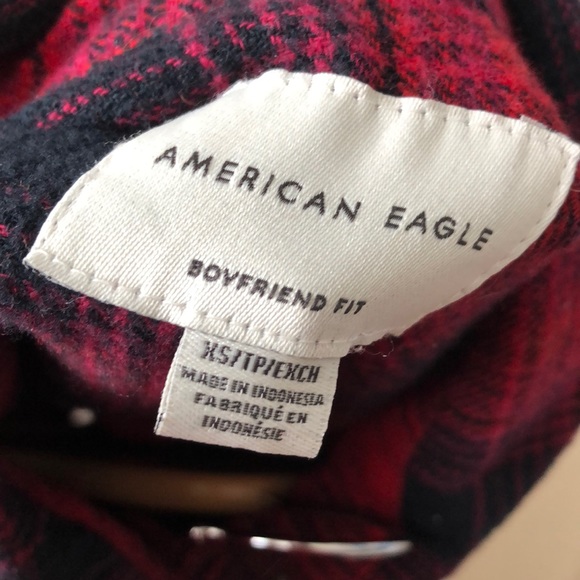 AMERICAN EAGLE
BOYFRIEND FIT
XS/TP/EXCH
MADE IN INDONESIA
FABRIQUÉ EN
INDONÉSIE